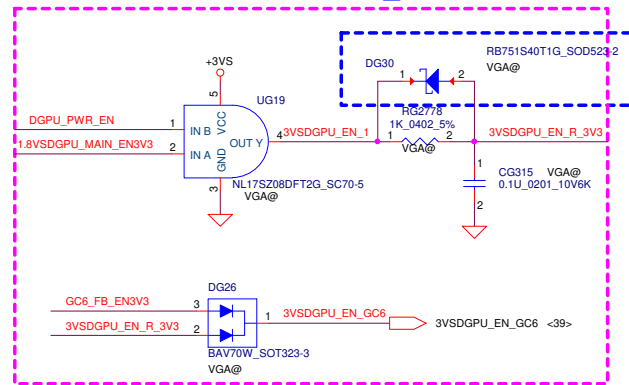 RB751S40T1G_SOD523-2
DG30
VGA@
+3VS
1
2
5
UG19
RG2778
DGPU_PWR_EN
1
IN B
VCC
1K_0402_5%
4
3VSDGPU_EN_1
1
2
3VSDGPU_EN_R_3V3
OUT Y
VGA@
1.8VSDGPU_MAIN_EN3V3
2
IN A
GND
1
CG315
VGA@
3
NL17SZ08DFT2G_SC70-5
0.1U_0201_10V6K
VGA@
2
DG26
GC6_FB_EN3V3
3
1
3VSDGPU_EN_GC6
3VSDGPU_EN_GC6 <39>
3VSDGPU_EN_R_3V3
2
BAV70W_SOT323-3
VGA@